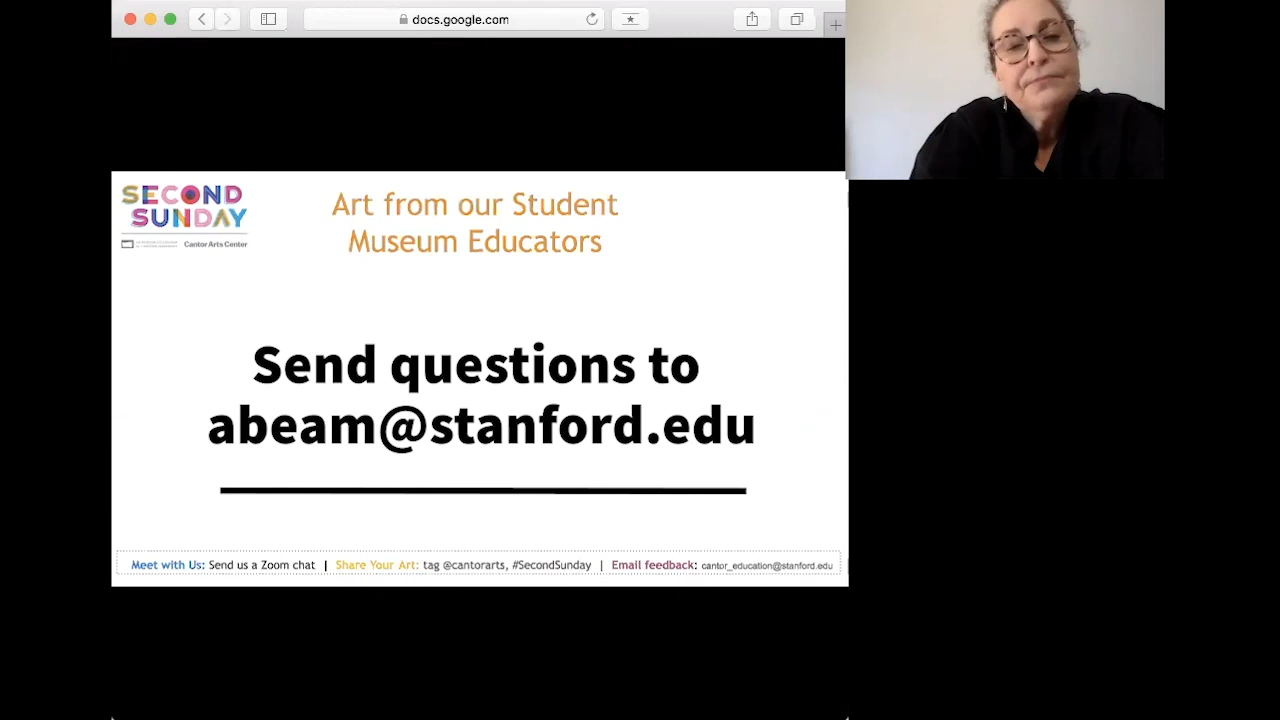 docs.google.com
SECOND
SUNDAY
Cantor Arts Center
Art from our Student
Museum Educators
Send questions to
abeam@stanford.edu
Meet with Us: Send us a Zoom chat | Share Your Art: tag @cantorarts, #SecondSunday | Email feedback: cantor_education@stanford.edu